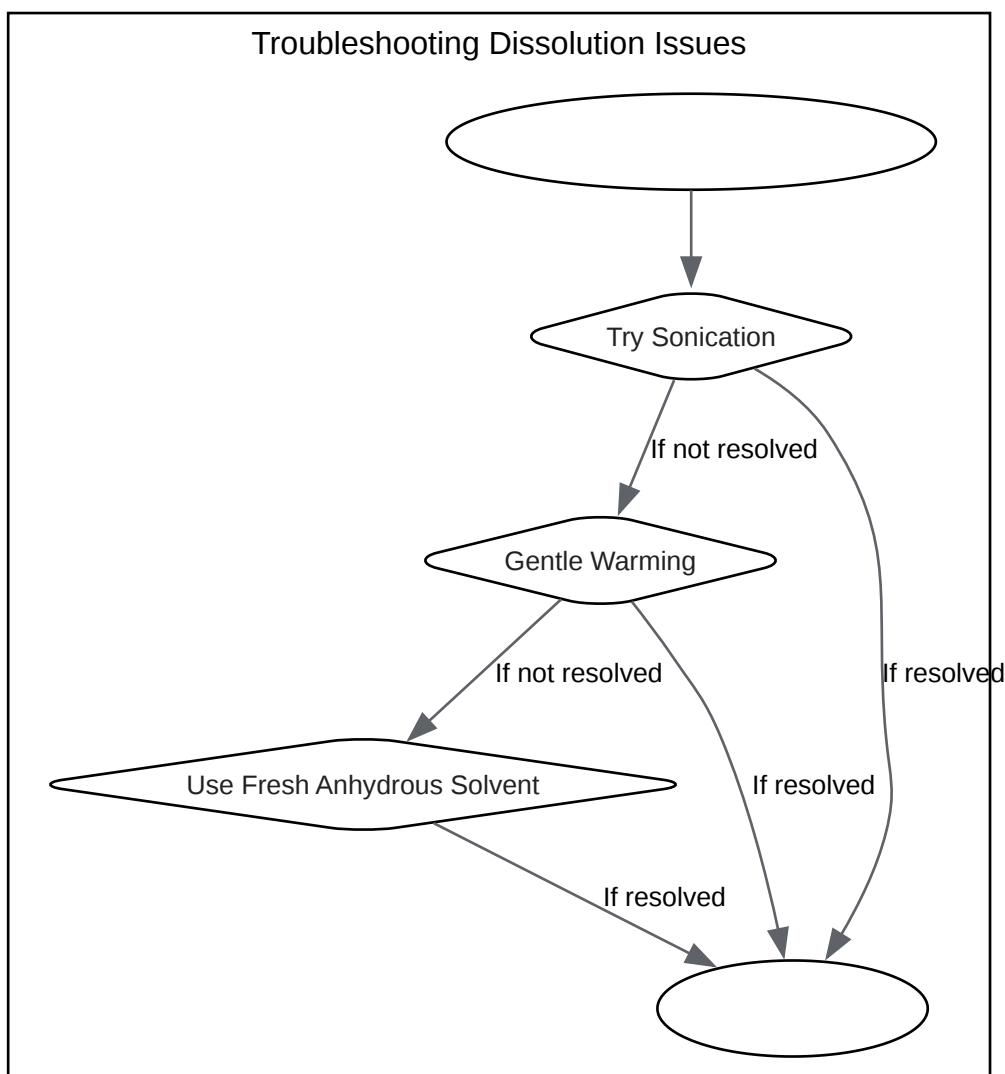 Troubleshooting Dissolution Issues
Try Sonication
If not resolved
Gentle Warming
If not resolved
If resolved
Use Fresh Anhydrous Solvent
If resolved
If resolved